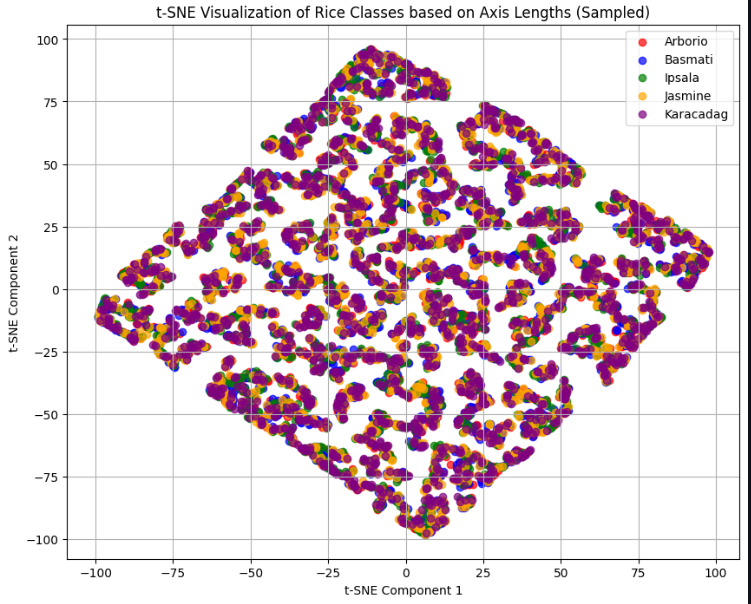 t-SNE Visualization of Rice Classes based on Axis Lengths (Sampled)
Arborio
Basmati
Ipsala
Jasmine
Karacadag
100
75
50
25
0
−25
−50
−75
−100
t-SNE Component 2
−100 −75 −50 −25 0 25 50 75 100
t-SNE Component 1